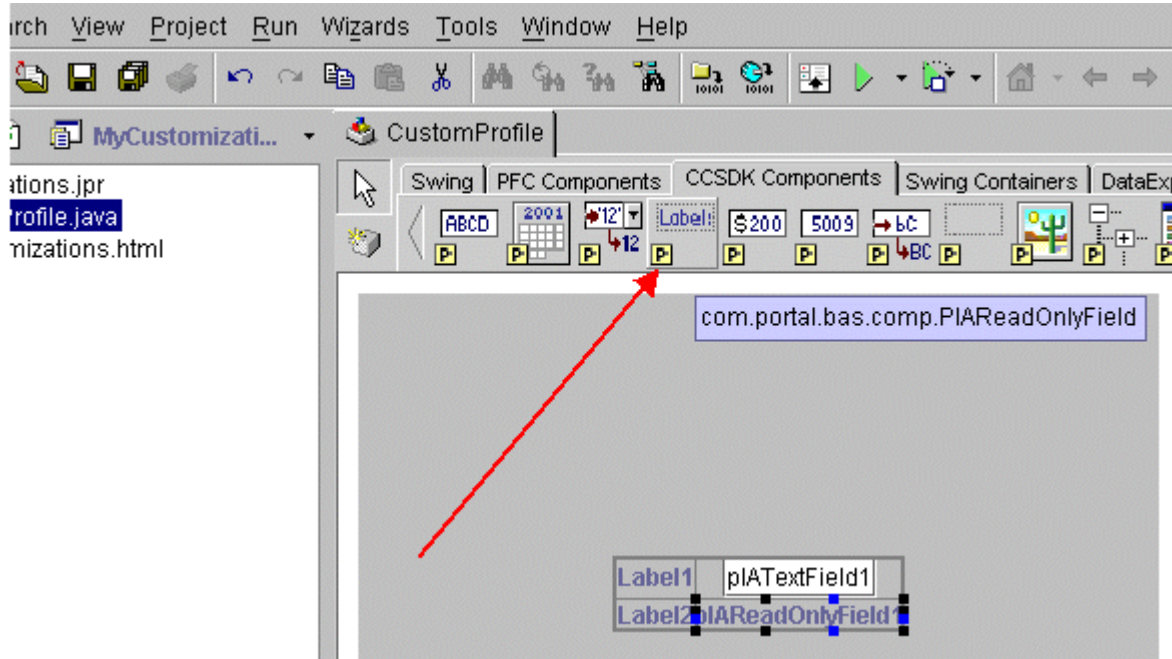 rch View Project Run Wizards Tools Window Help
MyCustomizati... CustomProfile
ations.jpr
rofile.java
mizations.html
Swing PFC Components CCSDK Components Swing Containers DataExp
ABCD 2001 '12' Label: $200 5009 bC
12 BC
P P P P P P P P P P P
com.portal.bas.comp.PIAReadOnlyField
Label1 pIATextField1
Label2 pIAReadOnlyField1